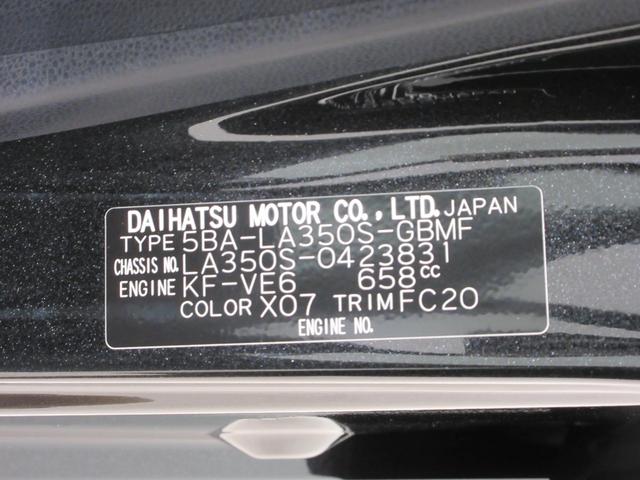 DAIHATSU MOTOR CO.,LTD. JAPAN
TYPE 5BA-LA350S-GBMF
CHASSIS NO. LA350S-0423831
ENGINE KF-VE6 658cc
COLOR X07 TRIM FC20
ENGINE NO.